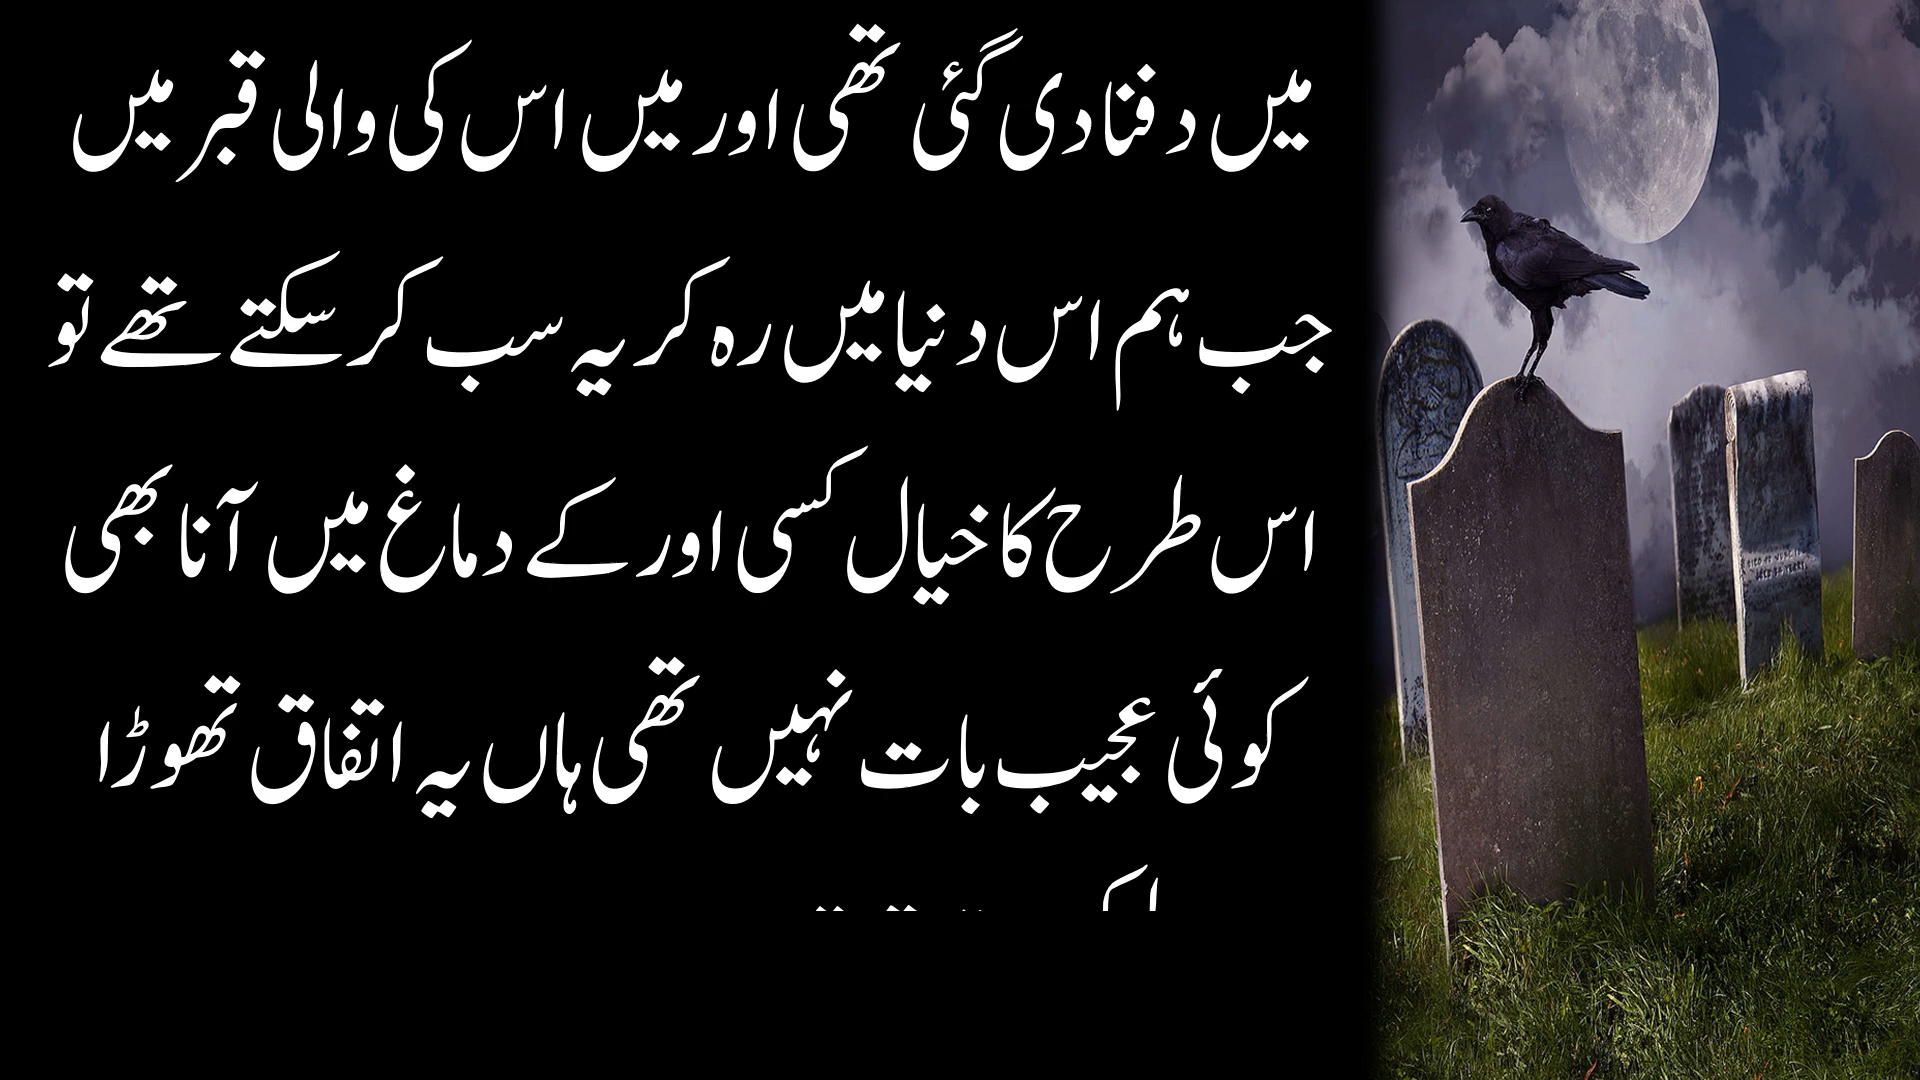 میں دفنا دی گئی تھی اور میں اس کی والی قبر میں
جب ہم اس دنیا میں رہ کر یہ سب کر سکتے تھے تو
اس طرح کا خیال کسی اور کے دماغ میں آنا بھی
کوئی عجیب بات نہیں تھی ہاں یہ اتفاق تھوڑا